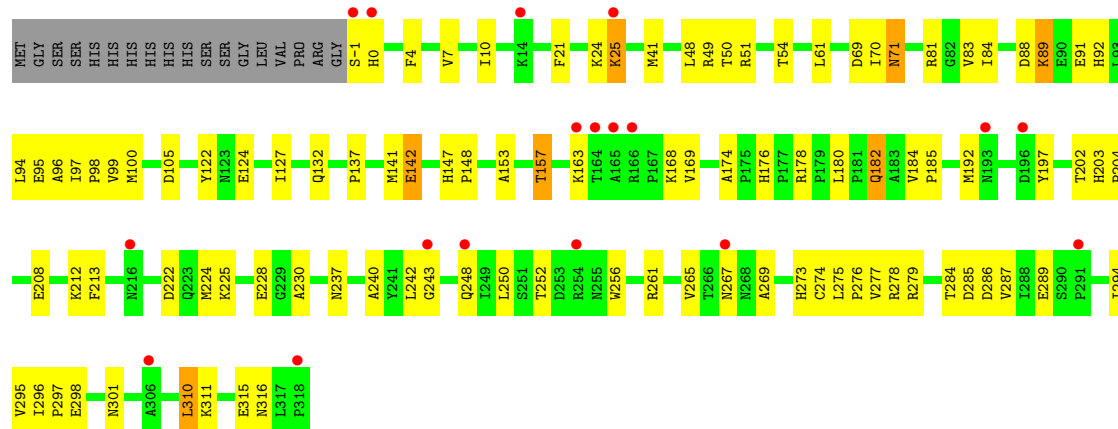 MET GLY SER SER HIS HIS HIS HIS HIS HIS SER SER GLY LEU VAL PRO ARG GLY S-1 H0 F4 V7 I10 K14 F21 K24 K25 M41 L48 R49 T50 R51 T54 L61 D69 I70 N71 R81 G82 V83 I84 D88 K89 E90 E91 H92 L93
L94 E95 A96 I97 P98 V99 M100 D105 Y122 N123 E124 I127 Q132 P137 M141 E142 H147 P148 A153 T157 K163 T164 A165 R166 P167 K168 V169 A174 P175 H176 P177 R178 P179 L180 P181 Q182 A183 V184 P185 M192 N193 D196 Y197 T202 H203 P204
E208 K212 F213 N216 D222 Q223 M224 K225 E228 G229 A230 N237 A240 Y241 L242 G243 Q248 I249 L250 S251 T252 D253 R254 N255 W256 R261 V265 T266 N267 N268 A269 H273 C274 L275 P276 V277 R278 R279 T284 D285 D286 V287 I288 E289 S290 P291 I294
V295 I296 P297 E298 N301 A306 L310 K311 E315 N316 L317 P318